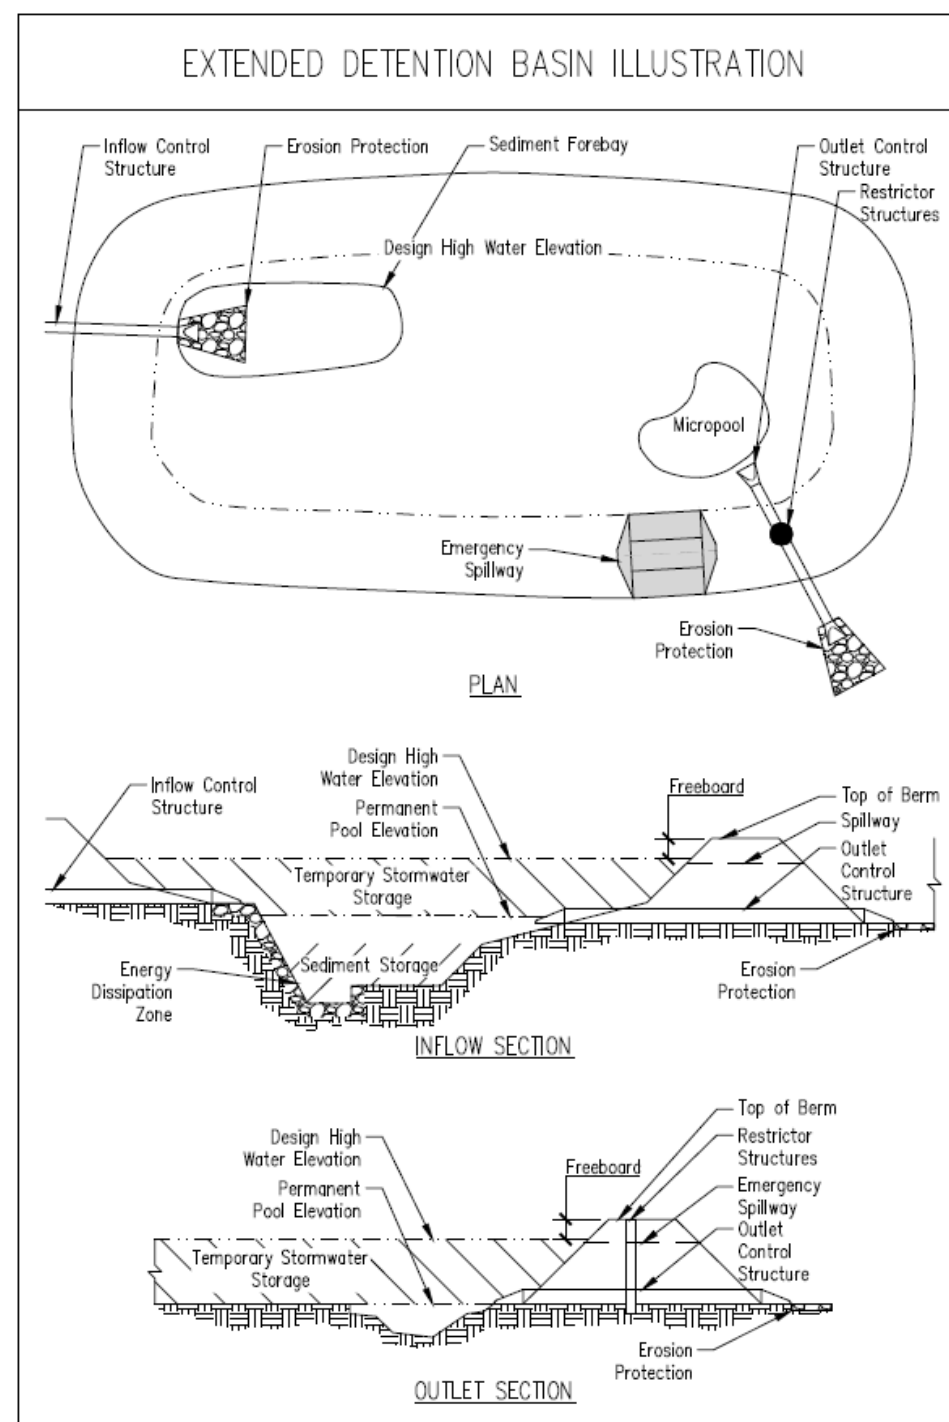 EXTENDED DETENTION BASIN ILLUSTRATION
Inflow Control
Structure
Erosion Protection
Sediment Forebay
Outlet Control
Structure
Restrictor
Structures
Design High Water Elevation
Micropool
Emergency
Spillway
Erosion
Protection
PLAN
Inflow Control
Structure
Design High
Water Elevation
Permanent
Pool Elevation
Freeboard
Top of Berm
Spillway
Outlet
Control
Structure
Temporary Stormwater
Storage
Sediment Storage
Energy
Dissipation
Zone
Erosion
Protection
INFLOW SECTION
Design High
Water Elevation
Permanent
Pool Elevation
Freeboard
Top of Berm
Restrictor
Structures
Emergency
Spillway
Outlet
Control
Structure
Temporary Stormwater
Storage
Erosion
Protection
OUTLET SECTION